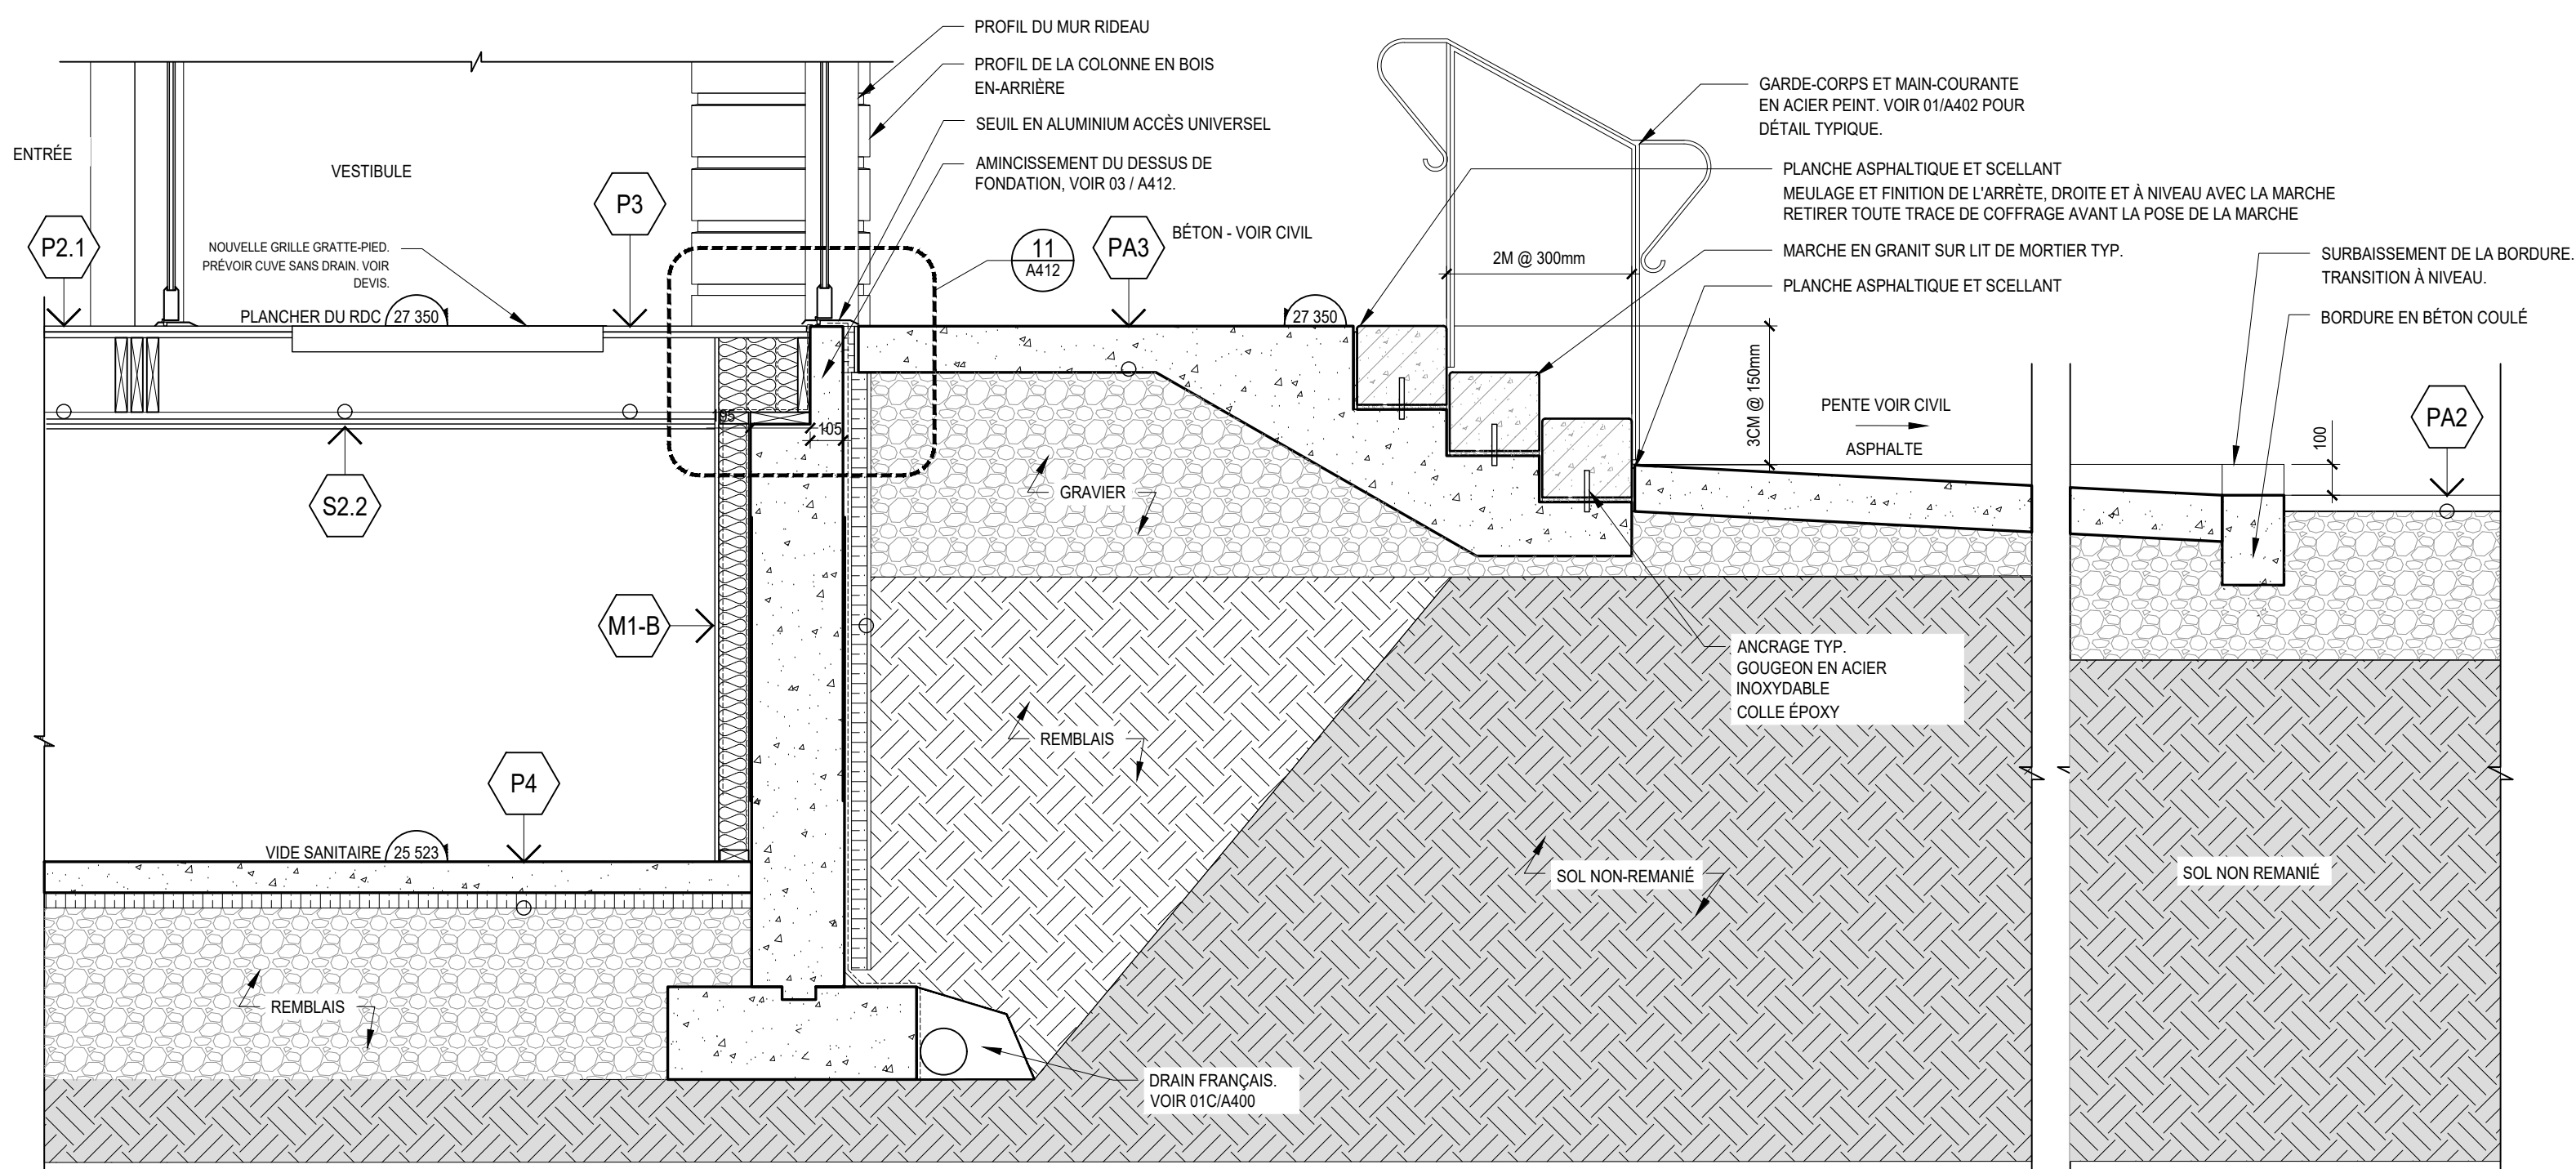 PROFIL DU MUR RIDEAU
PROFIL DE LA COLONNE EN BOIS
EN-ARRIÈRE
SEUIL EN ALUMINIUM ACCÈS UNIVERSEL
AMINCISSEMENT DU DESSUS DE
FONDATION, VOIR 03 / A412.
GARDE-CORPS ET MAIN-COURANTE
EN ACIER PEINT. VOIR 01/A402 POUR
DÉTAIL TYPIQUE.
PLANCHE ASPHALTIQUE ET SCELLANT
MEULAGE ET FINITION DE L'ARRÈTE, DROITE ET À NIVEAU AVEC LA MARCHE
RETIRER TOUTE TRACE DE COFFRAGE AVANT LA POSE DE LA MARCHE
MARCHE EN GRANIT SUR LIT DE MORTIER TYP.
PLANCHE ASPHALTIQUE ET SCELLANT
SURBAISSEMENT DE LA BORDURE.
TRANSITION À NIVEAU.
BORDURE EN BÉTON COULÉ
ENTRÉE
VESTIBULE
P2.1
P3
NOUVELLE GRILLE GRATTE-PIED.
PRÉVOIR CUVE SANS DRAIN. VOIR
DEVIS.
PLANCHER DU RDC 27 350
11
A412
PA3
BÉTON - VOIR CIVIL
27 350
2M @ 300mm
3CM @ 150mm
PENTE VOIR CIVIL
ASPHALTE
100
PA2
195
105
S2.2
GRAVIER
M1-B
ANCRAGE TYP.
GOUGEON EN ACIER
INOXYDABLE
COLLE ÉPOXY
REMBLAIS
P4
VIDE SANITAIRE 25 523
SOL NON-REMANIÉ
SOL NON REMANIÉ
REMBLAIS
DRAIN FRANÇAIS.
VOIR 01C/A400